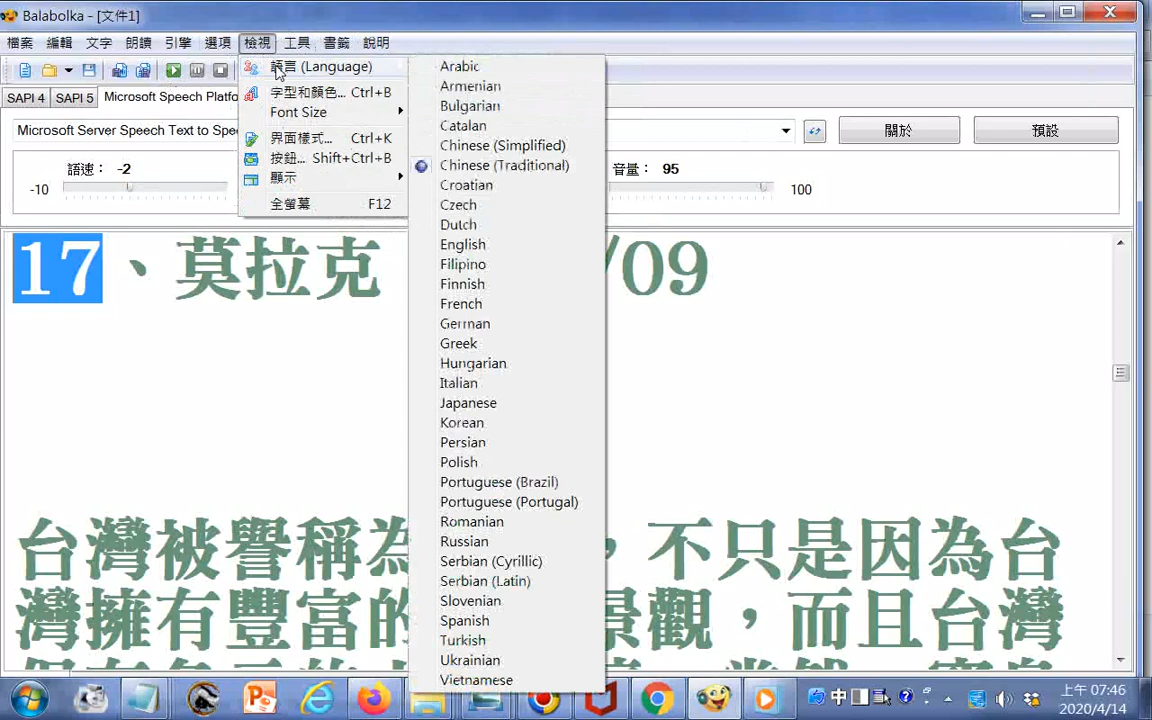 Balabolka - [文件1]
檔案 編輯 文字 朗讀 引擎 選項 檢視 工具 書籤 說明
SAPI 4 SAPI 5 Microsoft Speech Platfo
Microsoft Server Speech Text to Spe
關於 預設
語速： -2
-10
音量： 95
100
語言 (Language)
字型和顏色... Ctrl+B
Font Size
界面樣式... Ctrl+K
按鈕... Shift+Ctrl+B
顯示
全螢幕 F12
Arabic
Armenian
Bulgarian
Catalan
Chinese (Simplified)
Chinese (Traditional)
Croatian
Czech
Dutch
English
Filipino
Finnish
French
German
Greek
Hungarian
Italian
Japanese
Korean
Persian
Polish
Portuguese (Brazil)
Portuguese (Portugal)
Romanian
Russian
Serbian (Cyrillic)
Serbian (Latin)
Slovenian
Spanish
Turkish
Ukrainian
Vietnamese
17、莫拉克 /09
台灣被譽稱為 ，不只是因為台
灣擁有豐富的 景觀，而且台灣
中
上午 07:46
2020/4/14